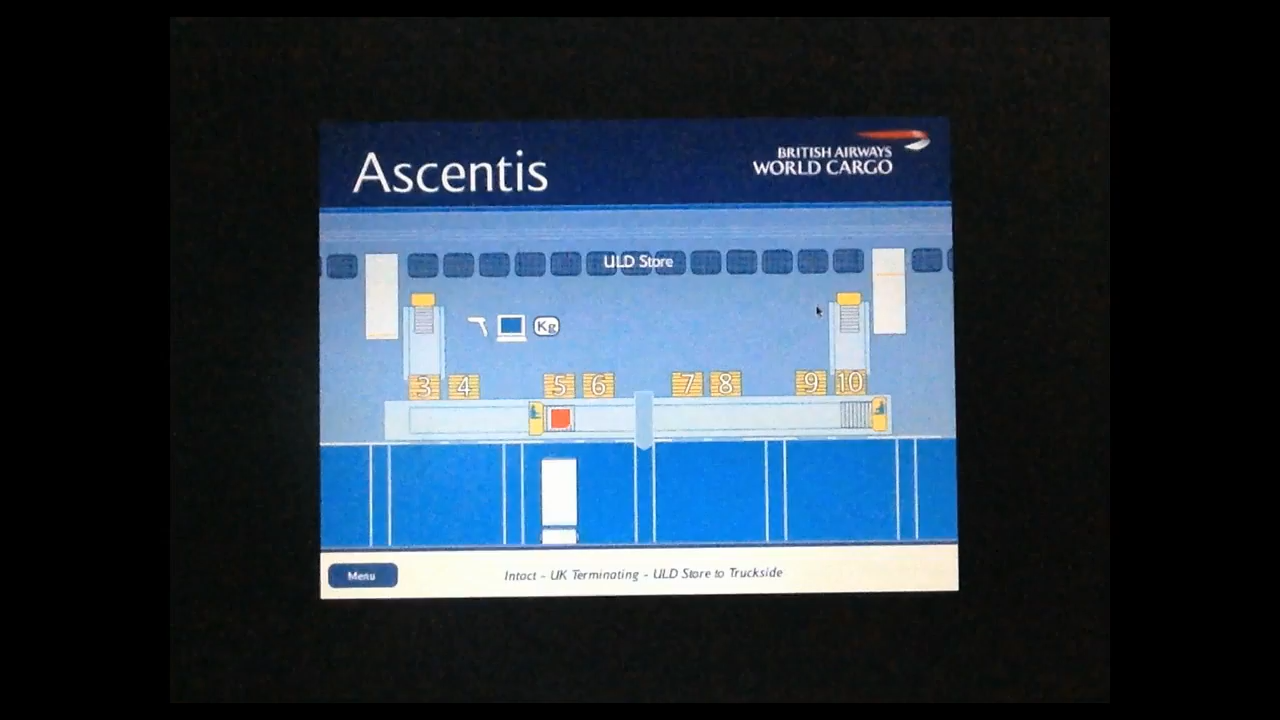 Ascentis
BRITISH AIRWAYS
WORLD CARGO
ULD Store
Kg
3 4 5 6 7 8 9 10
Menu
Intact - UK Terminating - ULD Store to Truckside